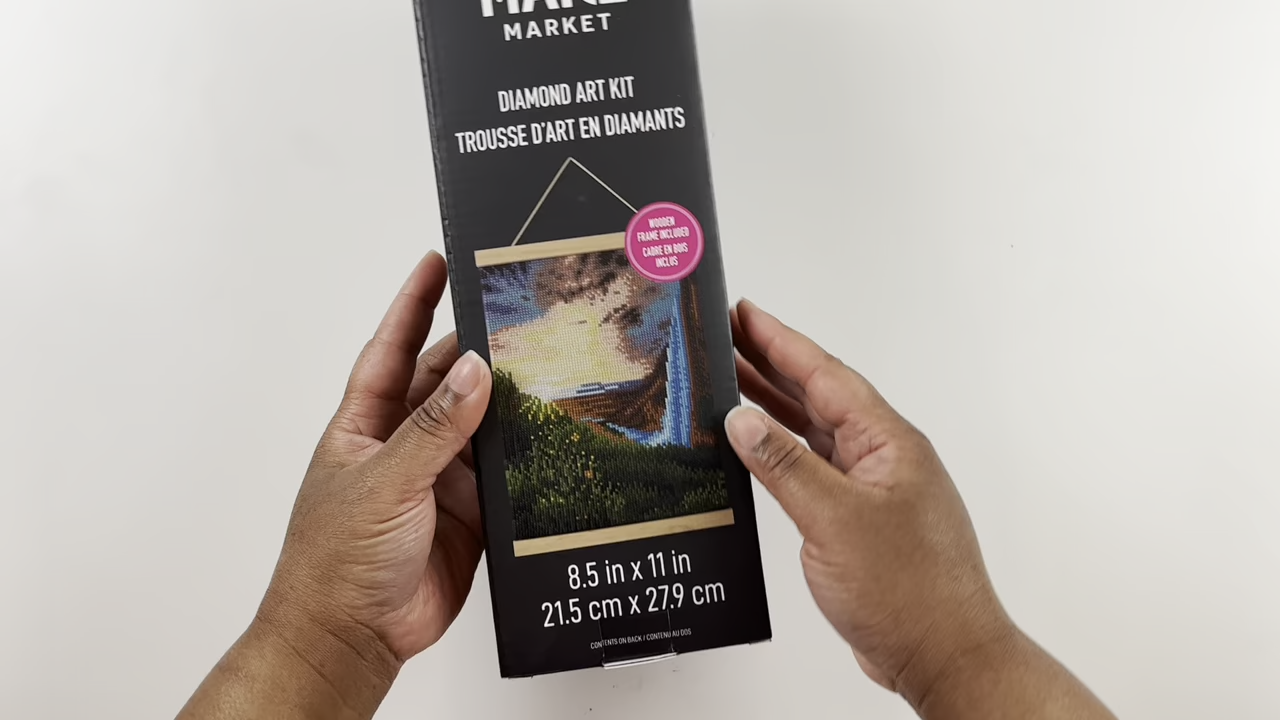 MARKET
DIAMOND ART KIT
TROUSSE D'ART EN DIAMANTS
WOODEN
FRAME INCLUDED
CADRE EN BOIS
INCLUS
8.5 in x 11 in
21.5 cm x 27.9 cm
CONTENTS ON BACK / CONTENU AU DOS